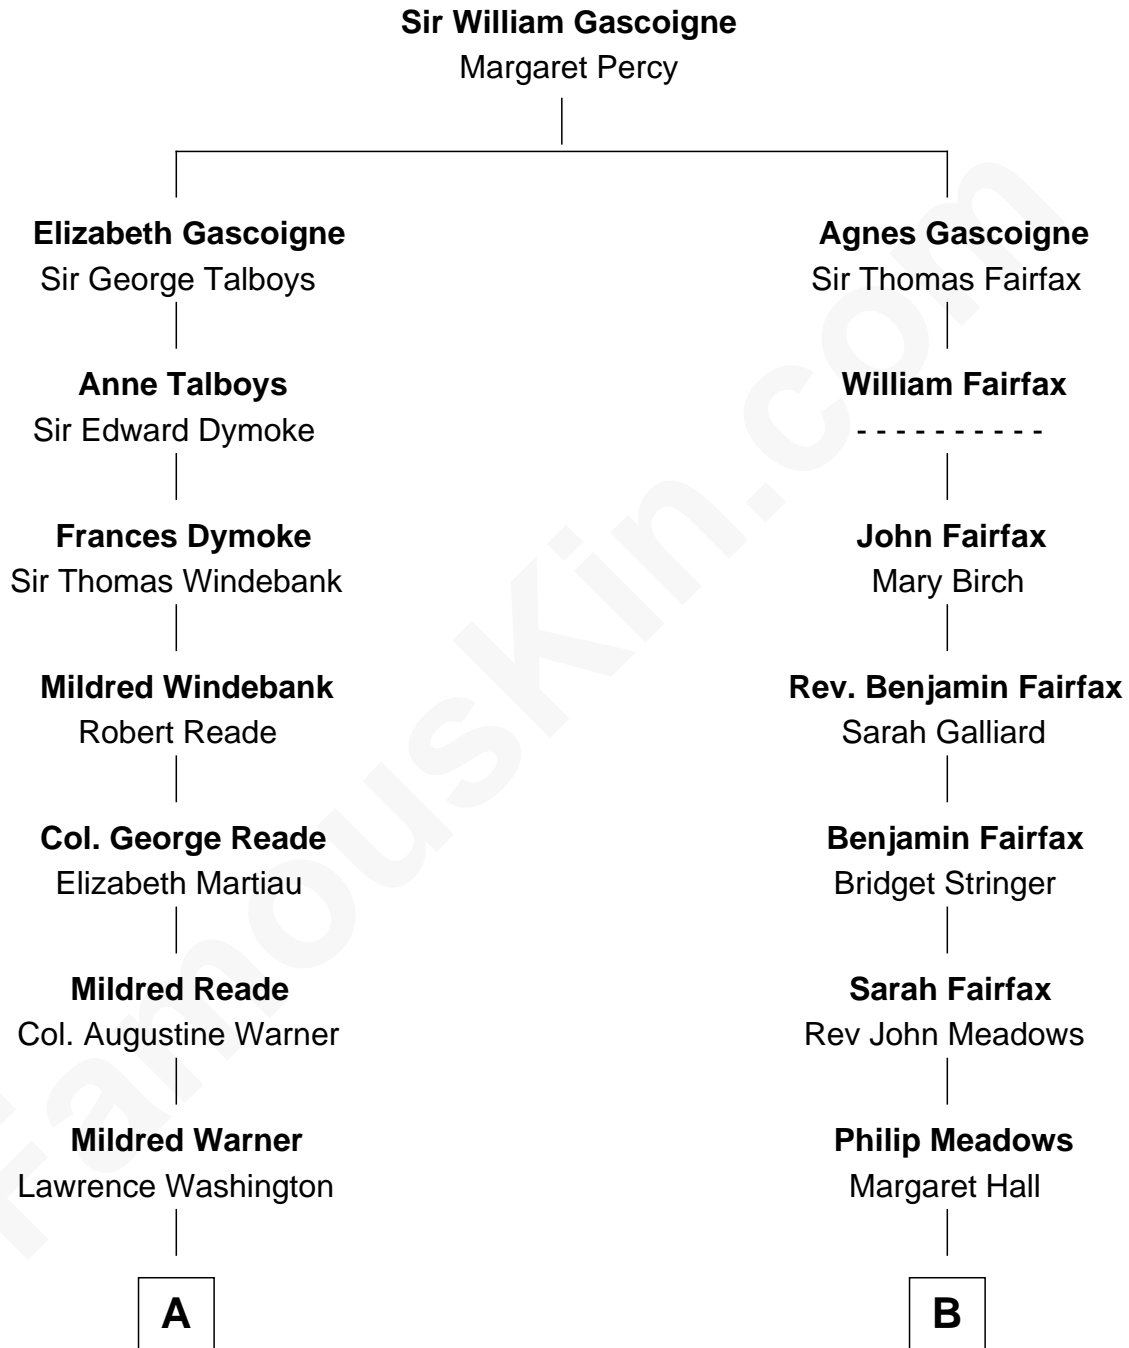 Sir William Gascoigne
Margaret Percy
Elizabeth Gascoigne
Sir George Talboys
Agnes Gascoigne
Sir Thomas Fairfax
Anne Talboys
Sir Edward Dymoke
William Fairfax
- - - - - - - - - -
Frances Dymoke
Sir Thomas Windebank
John Fairfax
Mary Birch
Mildred Windebank
Robert Reade
Rev. Benjamin Fairfax
Sarah Galliard
Col. George Reade
Elizabeth Martiau
Benjamin Fairfax
Bridget Stringer
Mildred Reade
Col. Augustine Warner
Sarah Fairfax
Rev John Meadows
Mildred Warner
Lawrence Washington
Philip Meadows
Margaret Hall
A
B
FamousKin.com